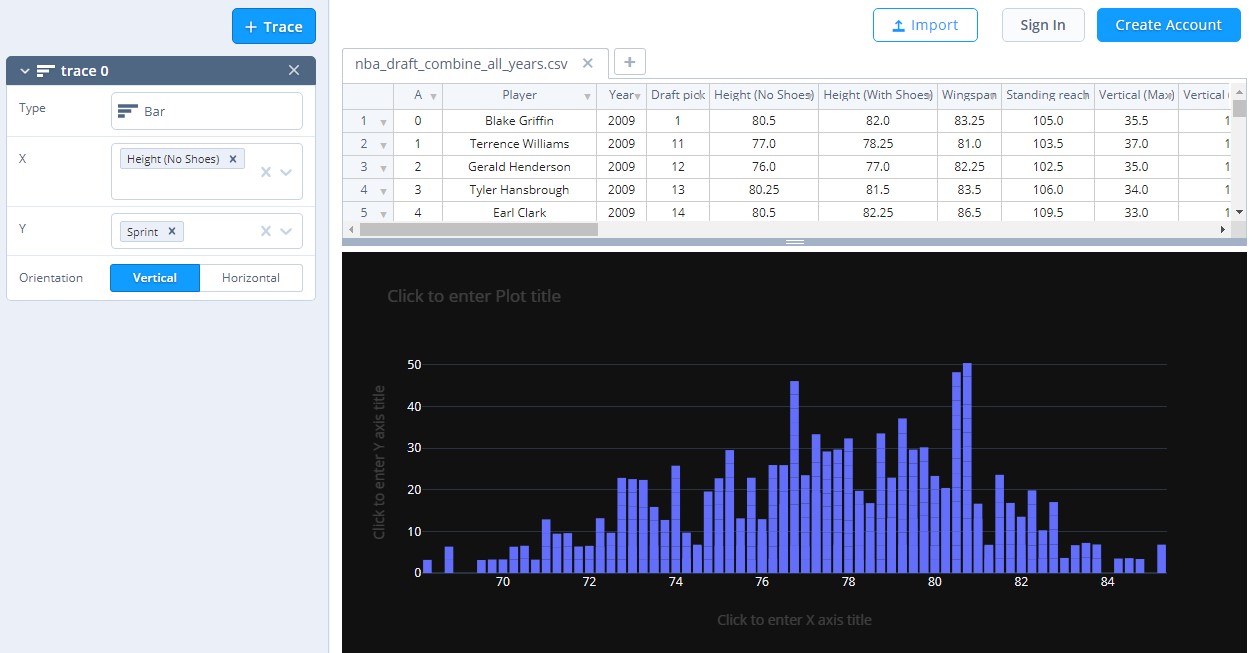 + Trace
Import
Sign In
Create Account
trace 0
Type
Bar
X
Height (No Shoes)
Y
Sprint
Orientation
Vertical
Horizontal
nba_draft_combine_all_years.csv
+
A Player Year Draft pick Height (No Shoes) Height (With Shoes) Wingspan Standing reach Vertical (Max) Vertical
1 0 Blake Griffin 2009 1 80.5 82.0 83.25 105.0 35.5 1
2 1 Terrence Williams 2009 11 77.0 78.25 81.0 103.5 37.0 1
3 2 Gerald Henderson 2009 12 76.0 77.0 82.25 102.5 35.0 1
4 3 Tyler Hansbrough 2009 13 80.25 81.5 83.5 106.0 34.0 1
5 4 Earl Clark 2009 14 80.5 82.25 86.5 109.5 33.0 1
Click to enter Plot title
Click to enter Y axis title
50
40
30
20
10
0
70 72 74 76 78 80 82 84
Click to enter X axis title